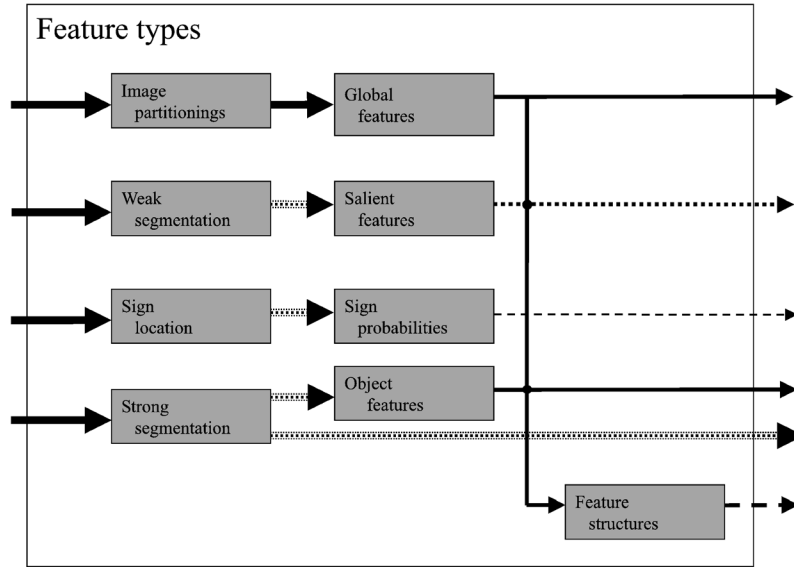 Feature types
Image
partitionings
Global
features
Weak
segmentation
Salient
features
Sign
location
Sign
probabilities
Object
features
Strong
segmentation
Feature
structures